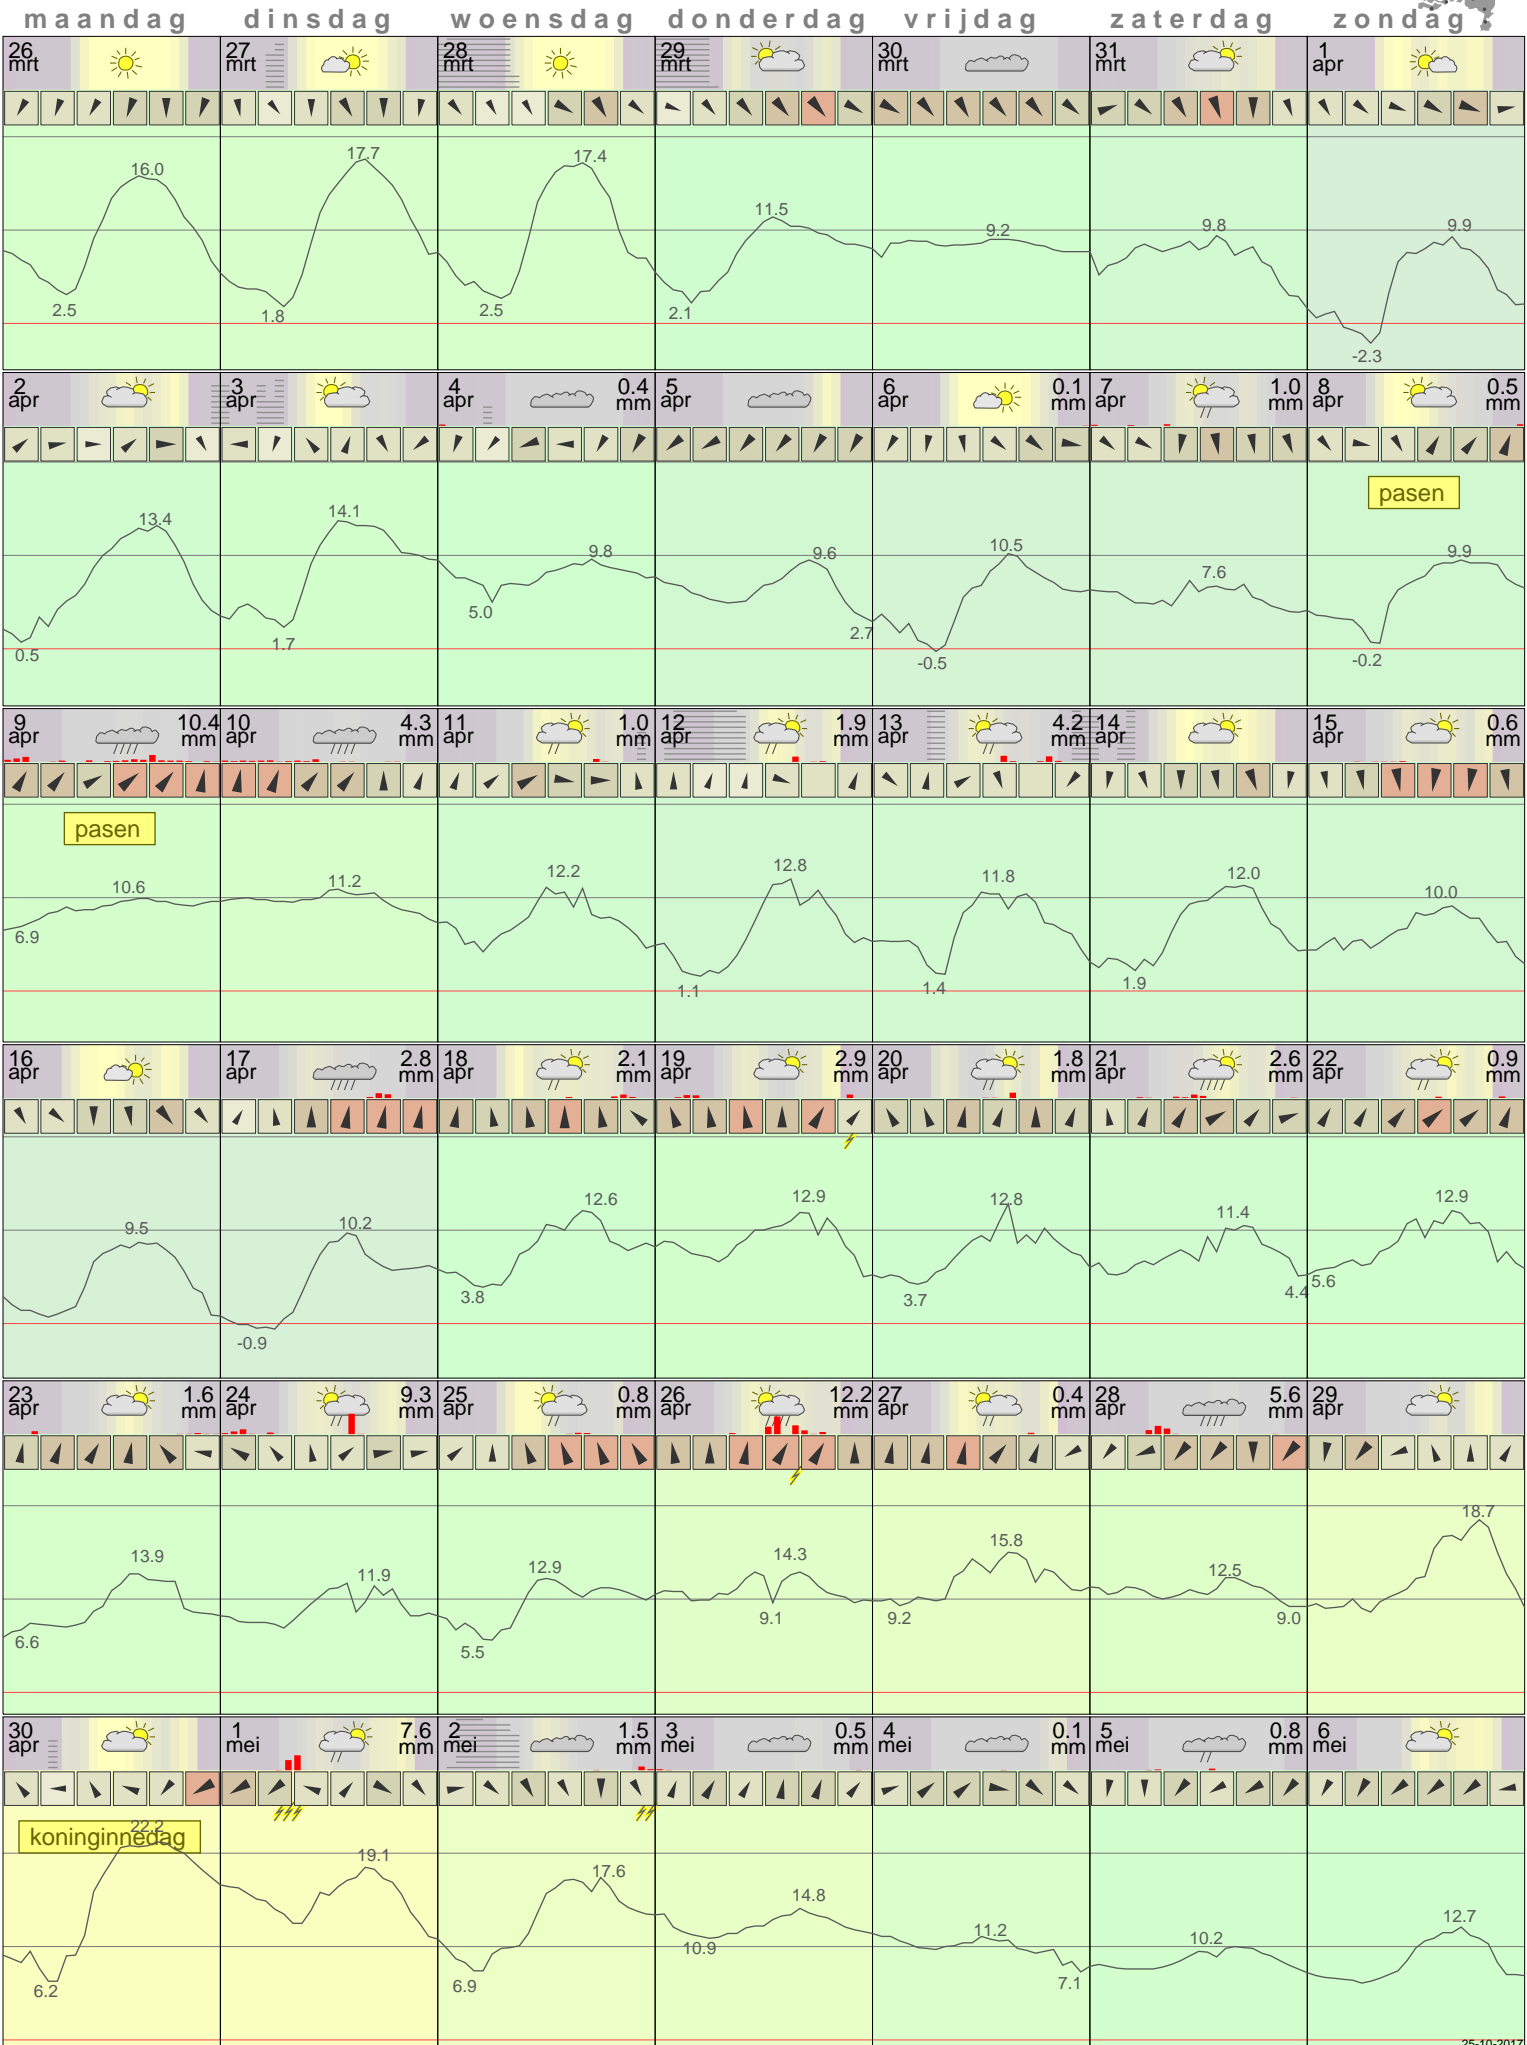 maandag dinsdag woensdag donderdag vrijdag zaterdag zondag
26 27 28 29 30 31 1
mrt mrt mrt mrt mrt mrt apr
16.0 17.7 17.4 11.5 9.2 9.8 9.9
2.5 1.8 2.5 2.1 -2.3
2 3 4 0.4 5 6 0.1 7 1.0 8 0.5
apr apr apr mm apr apr mm apr mm apr mm
pasen
13.4 14.1 9.8 9.6 10.5 7.6 9.9
0.5 1.7 5.0 2.7 -0.5 -0.2
9 10.4 10 4.3 11 1.0 12 1.9 13 4.2 14 15 0.6
apr mm apr mm apr mm apr mm apr mm apr apr mm
pasen
10.6 11.2 12.2 12.8 11.8 12.0 10.0
6.9 1.1 1.4 1.9
16 17 2.8 18 2.1 19 2.9 20 1.8 21 2.6 22 0.9
apr apr mm apr mm apr mm apr mm apr mm apr mm
9.5 10.2 12.6 12.9 12.8 11.4 12.9
-0.9 3.8 3.7 4.4 5.6
23 1.6 24 9.3 25 0.8 26 12.2 27 0.4 28 5.6 29
apr mm apr mm apr mm apr mm apr mm apr mm apr
13.9 11.9 12.9 14.3 15.8 12.5 18.7
6.6 5.5 9.1 9.2 9.0
30 1 7.6 2 1.5 3 0.5 4 0.1 5 0.8 6
apr mei mm mei mm mei mm mei mm mei mm mei
koninginnedag
22.2 19.1 17.6 14.8 11.2 10.2 12.7
6.2 6.9 10.9 7.1
25-10-2017